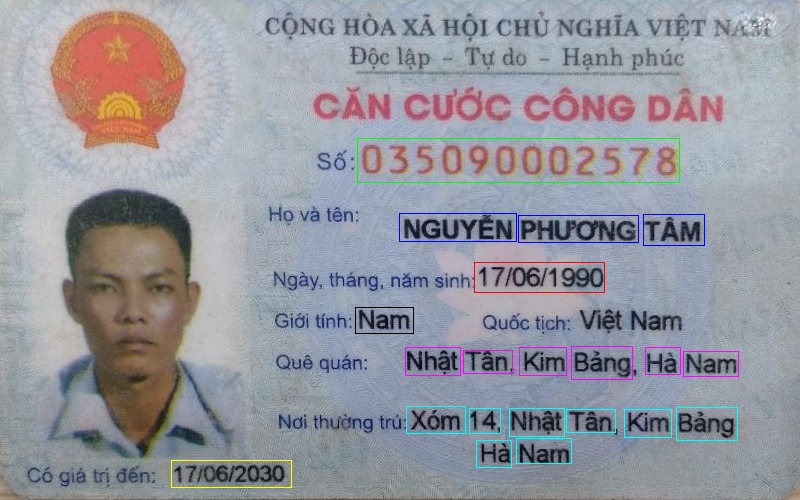 CỘNG HÒA XÃ HỘI CHỦ NGHĨA VIỆT NAM
Độc lập - Tự do - Hạnh phúc
CĂN CƯỚC CÔNG DÂN
Số: 035090002578
Họ và tên: NGUYỄN PHƯƠNG TÂM
Ngày, tháng, năm sinh: 17/06/1990
Giới tính: Nam Quốc tịch: Việt Nam
Quê quán: Nhật Tân, Kim Bảng, Hà Nam
Nơi thường trú: Xóm 14, Nhật Tân, Kim Bảng
Hà Nam
Có giá trị đến: 17/06/2030